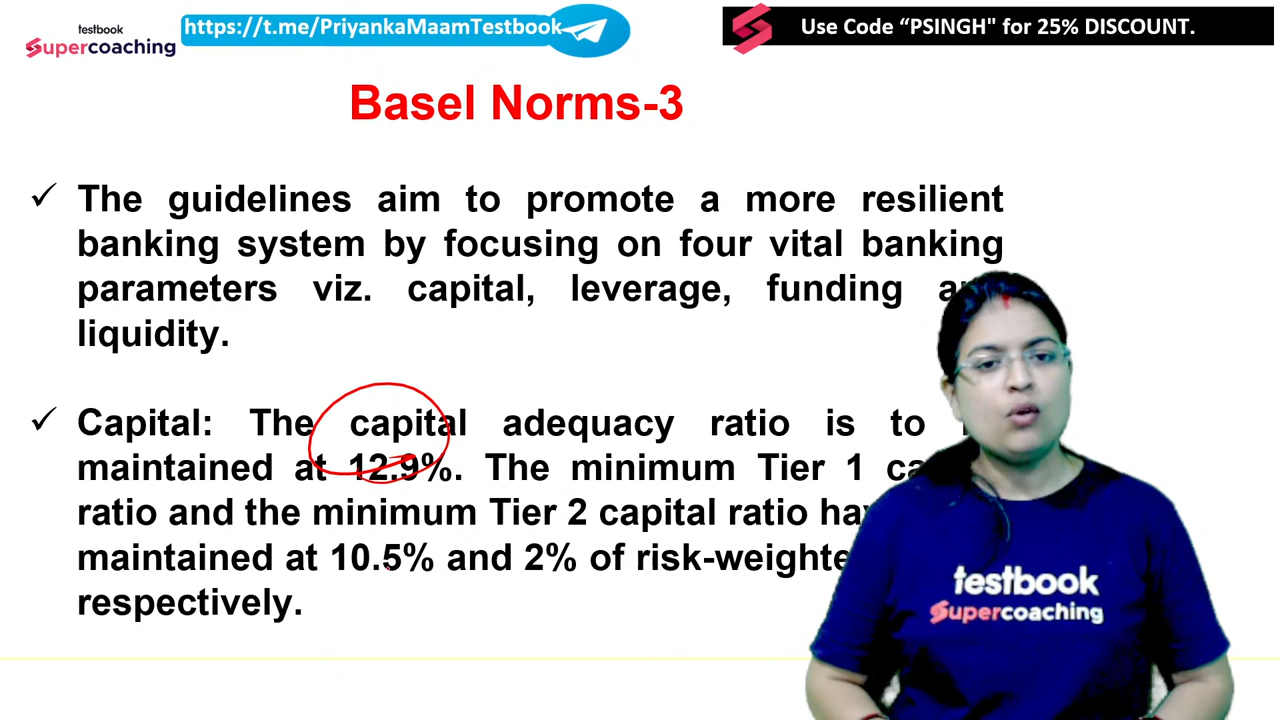 testbook
Supercoaching
https://t.me/PriyankaMaamTestbook
Use Code “PSINGH" for 25% DISCOUNT.
Basel Norms-3
✓ The guidelines aim to promote a more resilient
banking system by focusing on four vital banking
parameters viz. capital, leverage, funding
liquidity.
✓ Capital: The capital adequacy ratio is to
maintained at 12.9%. The minimum Tier 1
ratio and the minimum Tier 2 capital ratio
maintained at 10.5% and 2% of
respectively.
testbook
Supercoaching